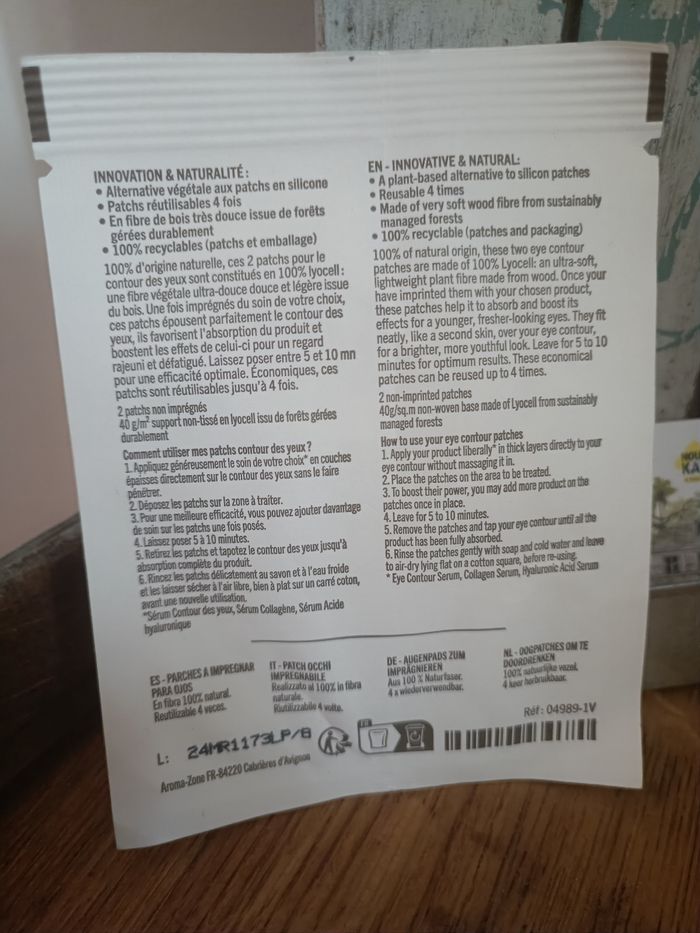 INNOVATION & NATURALITÉ :
• Alternative végétale aux patchs en silicone
• Patchs réutilisables 4 fois
• En fibre de bois très douce issue de forêts
gérées durablement
• 100% recyclables (patchs et emballage)
100% d'origine naturelle, ces 2 patchs pour le
contour des yeux sont constitués en 100% lyocell :
une fibre végétale ultra-douce douce et légère issue
du bois. Une fois imprégnés du soin de votre choix,
ces patchs épousent parfaitement le contour des
yeux, ils favorisent l'absorption du produit et
boostent les effets de celui-ci pour un regard
rajeuni et défatigué. Laissez poser entre 5 et 10 mn
pour une efficacité optimale. Économiques, ces
patchs sont réutilisables jusqu'à 4 fois.
2 patchs non imprégnés
40 g/m² support non-tissé en lyocell issu de forêts gérées
durablement
Comment utiliser mes patchs contour des yeux ?
1. Appliquez généreusement le soin de votre choix* en couches
épaisses directement sur le contour des yeux sans le faire
pénétrer.
2. Déposez les patchs sur la zone à traiter.
3. Pour une meilleure efficacité, vous pouvez ajouter davantage
de soin sur les patchs une fois posés.
4. Laissez poser 5 à 10 minutes.
5. Retirez les patchs et tapotez le contour des yeux jusqu'à
absorption complète du produit.
6. Rincez les patchs délicatement au savon et à l'eau froide
et les laisser sécher à l'air libre, bien à plat sur un carré coton,
avant une nouvelle utilisation.
*Sérum Contour des yeux, Sérum Collagène, Sérum Acide
hyaluronique
EN - INNOVATIVE & NATURAL:
• A plant-based alternative to silicon patches
• Reusable 4 times
• Made of very soft wood fibre from sustainably
managed forests
• 100% recyclable (patches and packaging)
100% of natural origin, these two eye contour
patches are made of 100% Lyocell: an ultra-soft,
lightweight plant fibre made from wood. Once your
have imprinted them with your chosen product,
these patches help it to absorb and boost its
effects for a younger, fresher-looking eyes. They fit
neatly, like a second skin, over your eye contour,
for a brighter, more youthful look. Leave for 5 to 10
minutes for optimum results. These economical
patches can be reused up to 4 times.
2 non-imprinted patches
40g/sq.m non-woven base made of Lyocell from sustainably
managed forests
How to use your eye contour patches
1. Apply your product liberally* in thick layers directly to your
eye contour without massaging it in.
2. Place the patches on the area to be treated.
3. To boost their power, you may add more product on the
patches once in place.
4. Leave for 5 to 10 minutes.
5. Remove the patches and tap your eye contour until all the
product has been fully absorbed.
6. Rinse the patches gently with soap and cold water and leave
to air-dry lying flat on a cotton square, before re-using.
* Eye Contour Serum, Collagen Serum, Hyaluronic Acid Serum
ES - PARCHES A IMPREGNAR
PARA OJOS
En fibra 100% natural.
Reutilizable 4 veces.
IT - PATCH OCCHI
IMPREGNABILE
Realizzato al 100% in fibra
naturale.
Riutilizzabile 4 volte.
DE - AUGENPADS ZUM
IMPRÄGNIEREN
Aus 100 % Naturfaser.
4 x wiederverwendbar.
NL - OOGPATCHES OM TE
DOORDRENKEN
100% natuurlijke vezel.
4 keer herbruikbaar.
Réf : 04989-1V
L: 24MR1173LP/B
FR
Aroma-Zone FR-84220 Cabrières d'Avignon
NOU
KA